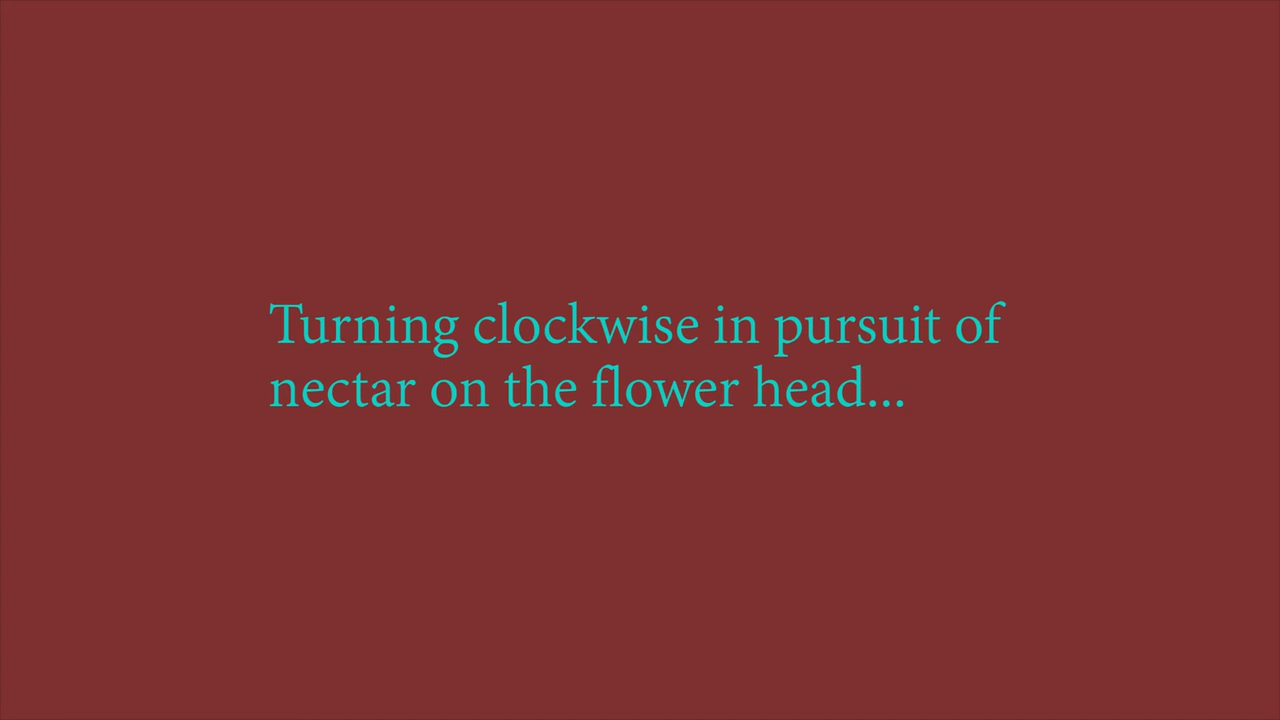 Turning clockwise in pursuit of
nectar on the flower head...